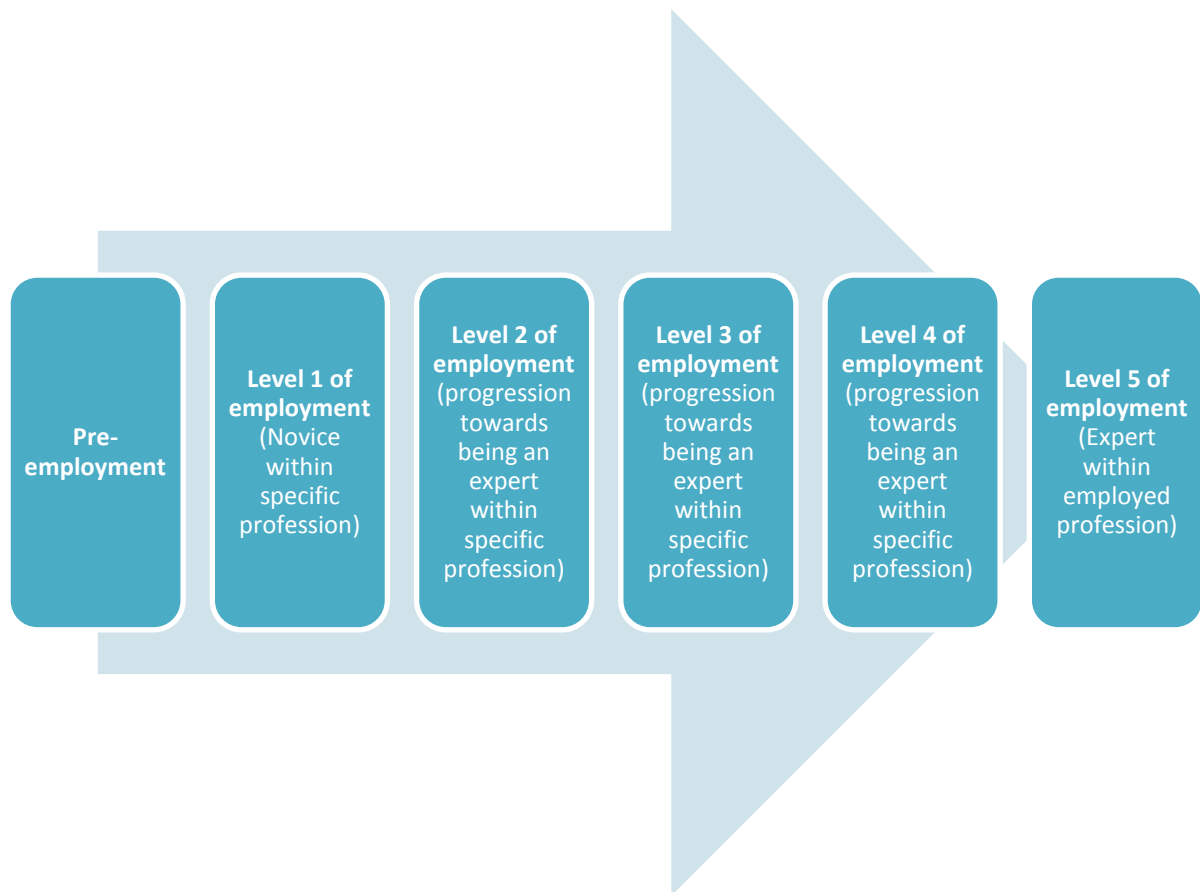 Pre-
employment
Level 1 of
employment
(Novice
within
specific
profession)
Level 2 of
employment
(progression
towards
being an
expert
within
specific
profession)
Level 3 of
employment
(progression
towards
being an
expert
within
specific
profession)
Level 4 of
employment
(progression
towards
being an
expert
within
specific
profession)
Level 5 of
employment
(Expert
within
employed
profession)